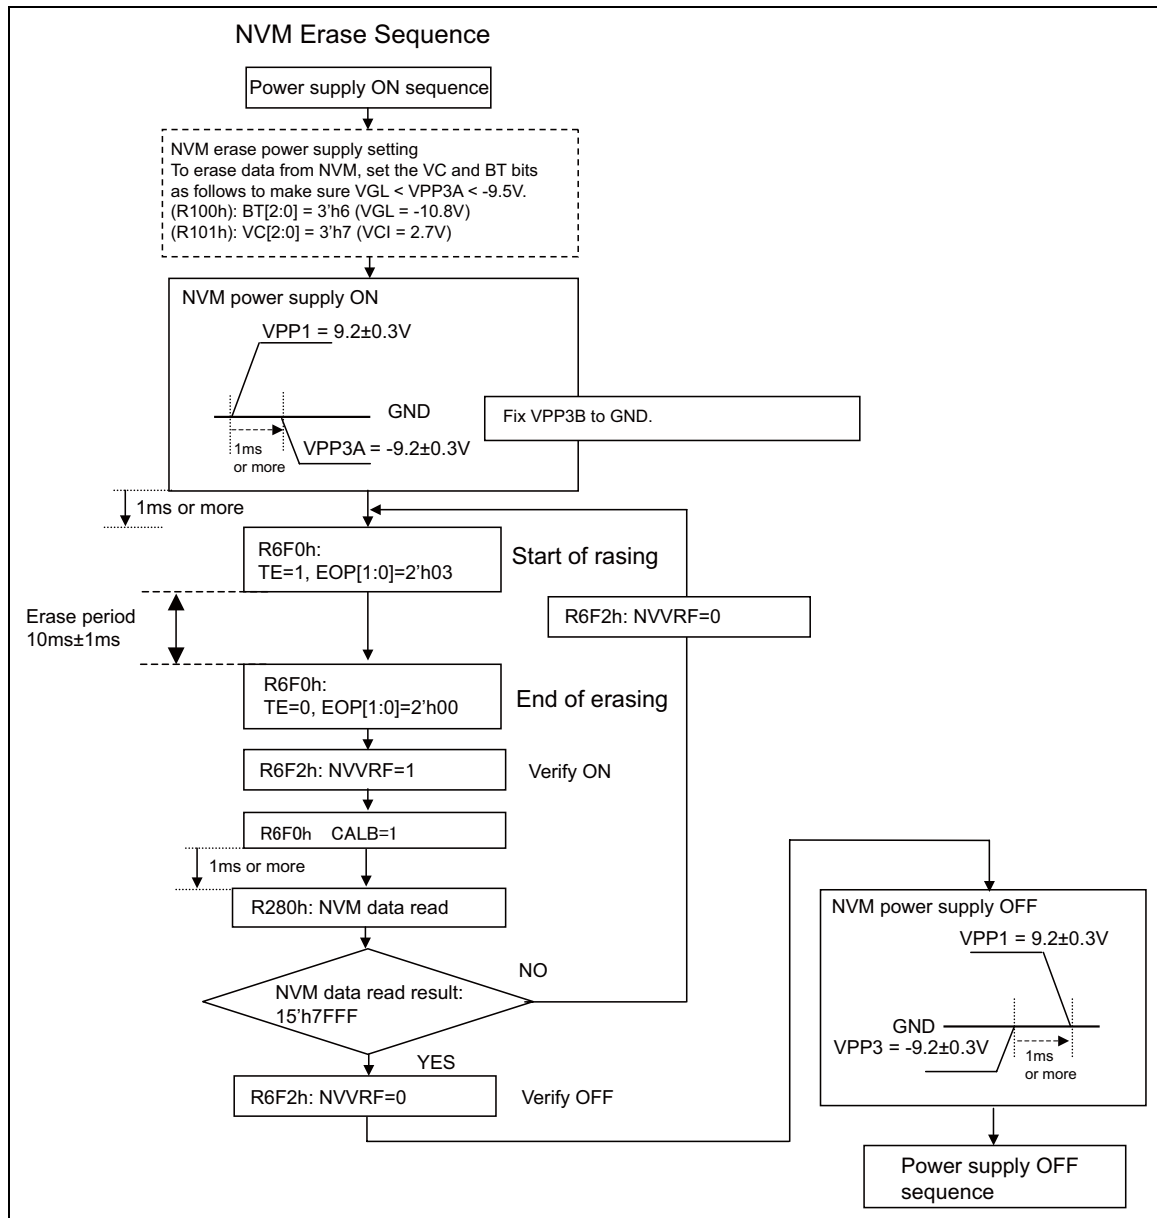 NVM Erase Sequence
Power supply ON sequence
NVM erase power supply setting
To erase data from NVM, set the VC and BT bits
as follows to make sure VGL < VPP3A < -9.5V.
(R100h): BT[2:0] = 3'h6 (VGL = -10.8V)
(R101h): VC[2:0] = 3'h7 (VCI = 2.7V)
NVM power supply ON
VPP1 = 9.2±0.3V
GND
Fix VPP3B to GND.
1ms
or more
VPP3A = -9.2±0.3V
1ms or more
R6F0h:
TE=1, EOP[1:0]=2'h03
Start of rasing
Erase period
10ms±1ms
R6F2h: NVVRF=0
R6F0h:
TE=0, EOP[1:0]=2'h00
End of erasing
R6F2h: NVVRF=1
Verify ON
R6F0h CALB=1
1ms or more
R280h: NVM data read
NO
NVM data read result:
15'h7FFF
YES
R6F2h: NVVRF=0
Verify OFF
NVM power supply OFF
VPP1 = 9.2±0.3V
GND
VPP3 = -9.2±0.3V
1ms
or more
Power supply OFF
sequence